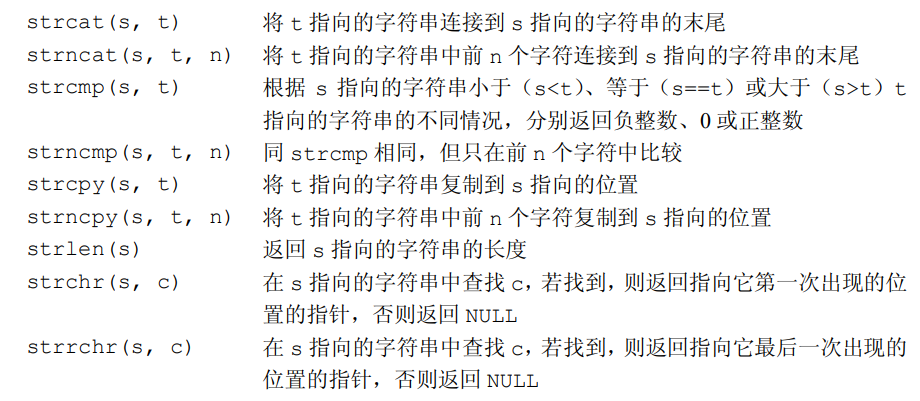 strcat(s, t) 将 t 指向的字符串连接到 s 指向的字符串的末尾
strncat(s, t, n) 将 t 指向的字符串中前 n 个字符连接到 s 指向的字符串的末尾
strcmp(s, t) 根据 s 指向的字符串小于（s<t）、等于（s==t）或大于（s>t）t
指向的字符串的不同情况，分别返回负整数、0 或正整数
strncmp(s, t, n) 同 strcmp 相同，但只在前 n 个字符中比较
strcpy(s, t) 将 t 指向的字符串复制到 s 指向的位置
strncpy(s, t, n) 将 t 指向的字符串中前 n 个字符复制到 s 指向的位置
strlen(s) 返回 s 指向的字符串的长度
strchr(s, c) 在 s 指向的字符串中查找 c，若找到，则返回指向它第一次出现的位
置的指针，否则返回 NULL
strrchr(s, c) 在 s 指向的字符串中查找 c，若找到，则返回指向它最后一次出现的
位置的指针，否则返回 NULL